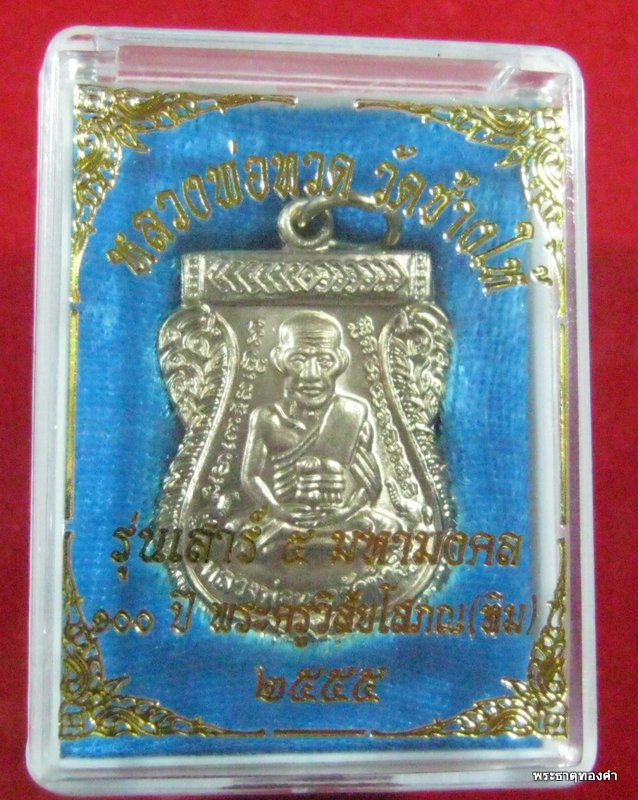 หลวงพ่อทวด วัดช้างให้
รุ่นเสาร์ ๕ มหามงคล
๑๐๐ ปี พระครูวิสัยโสภณ(ทิม)
๒๕๕๕
พระธาตุทองคำ